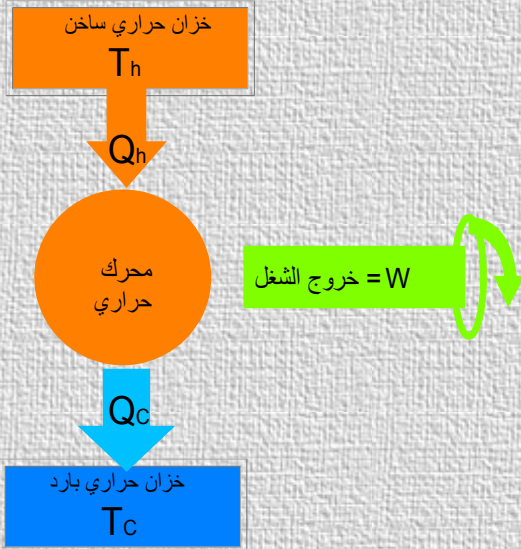 خزان حراري ساخن
Th
Qh
محرك
حراري
W = خروج الشغل
Qc
خزان حراري بارد
Tc